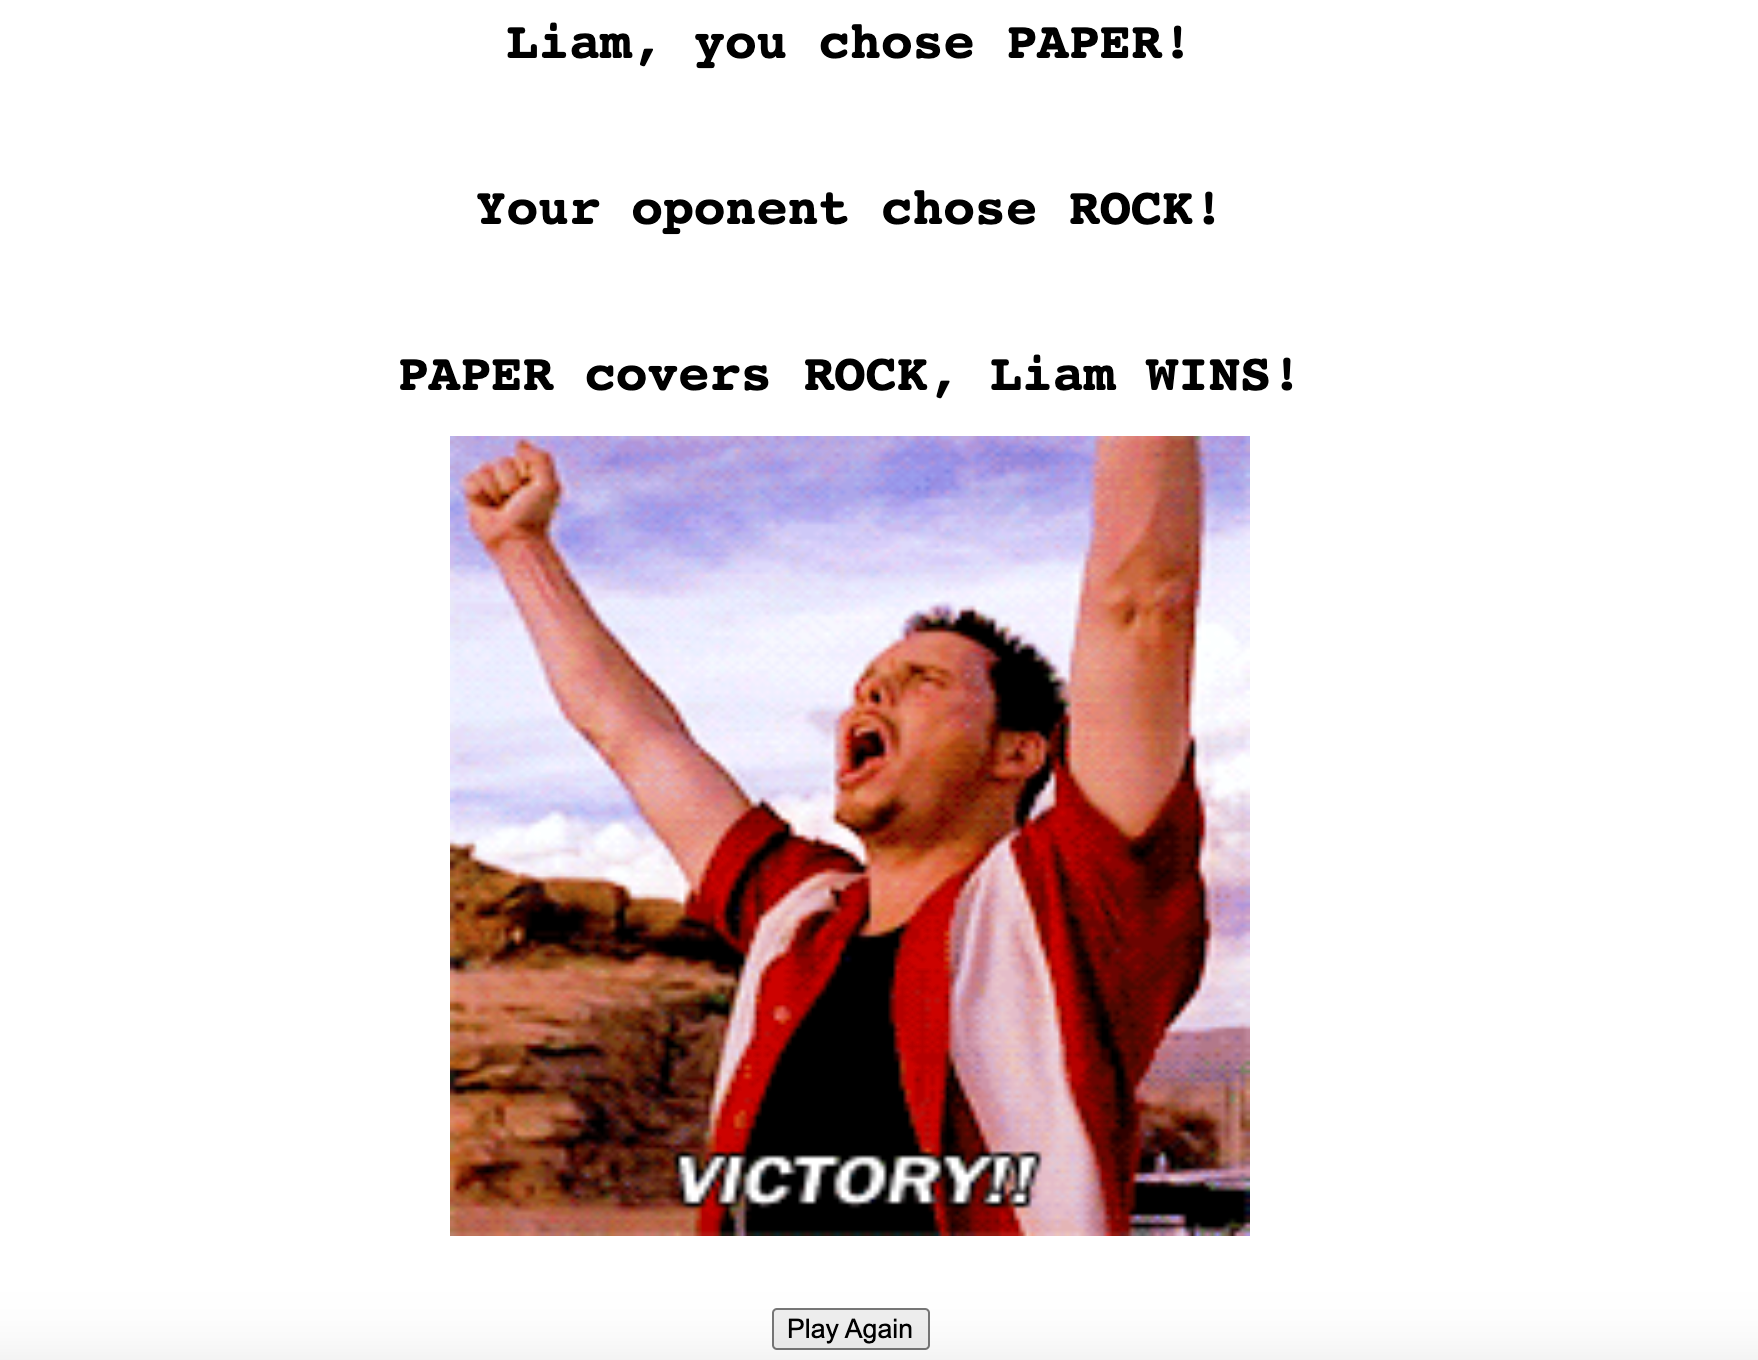 Liam, you chose PAPER!
Your oponent chose ROCK!
PAPER covers ROCK, Liam WINS!
VICTORY!!
Play Again